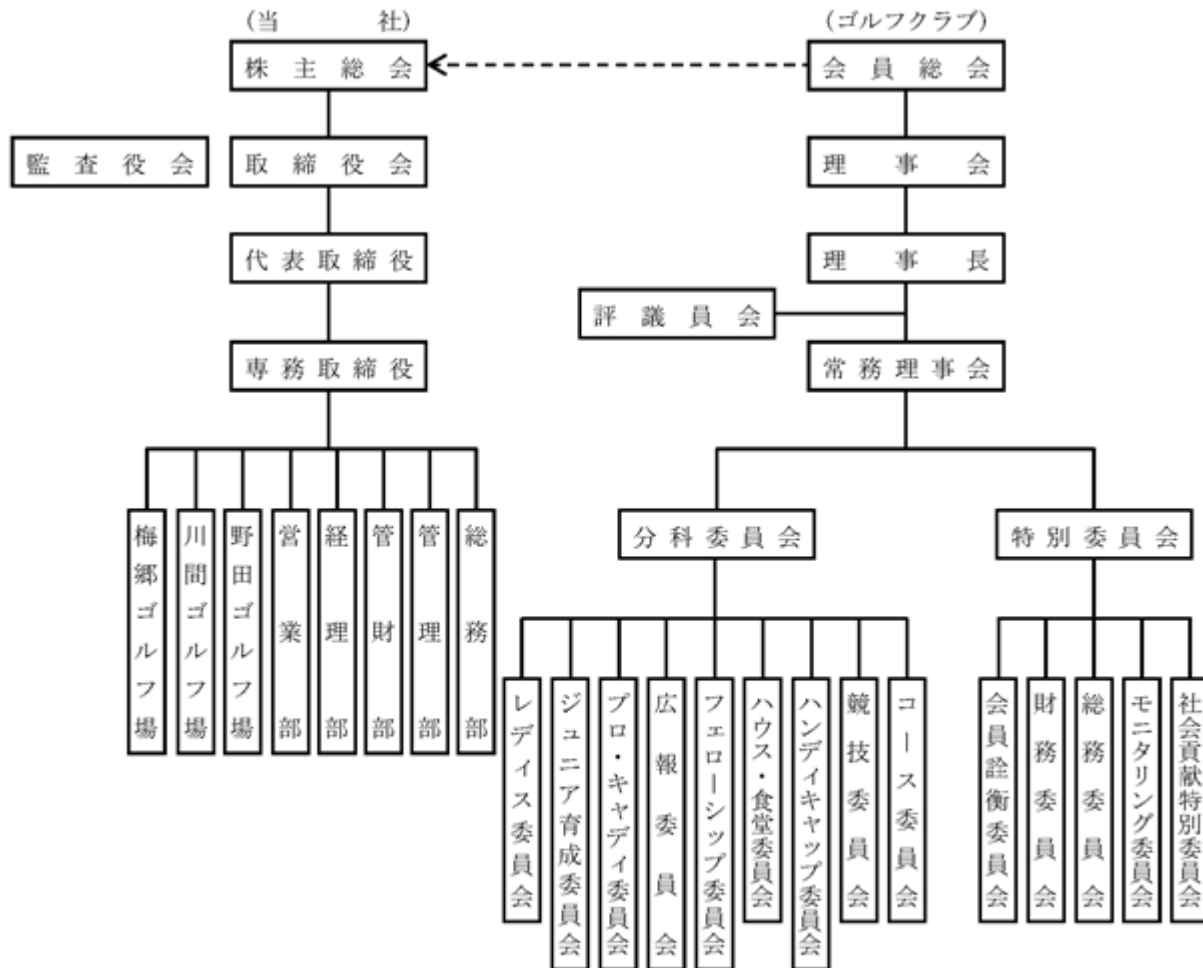 (当社)
(ゴルフクラブ)
株主総会
会員総会
監査役会
取締役会
理事会
代表取締役
理事長
評議員会
専務取締役
常務理事会
梅郷ゴルフ場
川間ゴルフ場
野田ゴルフ場
営業部
経理部
管財部
管理部
総務部
分科委員会
特別委員会
レディス委員会
ジュニア育成委員会
プロ・キャディ委員会
広報委員会
フェローシップ委員会
ハウス・食堂委員会
ハンディキャップ委員会
競技委員会
コース委員会
会員詮衡委員会
財務委員会
総務委員会
モニタリング委員会
社会貢献特別委員会